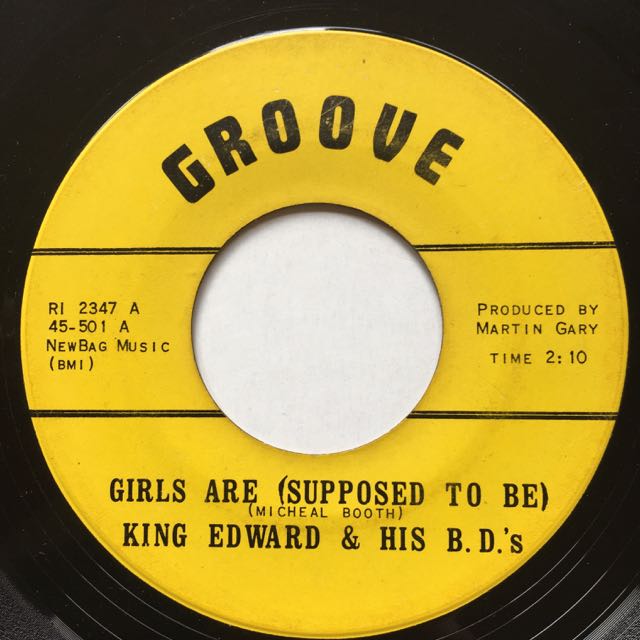 GROOVE
RI 2347 A
45-501 A
NEWBAG MUSIC
(BMI)
PRODUCED BY
MARTIN GARY
TIME 2:10
GIRLS ARE (SUPPOSED TO BE)
(MICHEAL BOOTH)
KING EDWARD & HIS B.D.'s